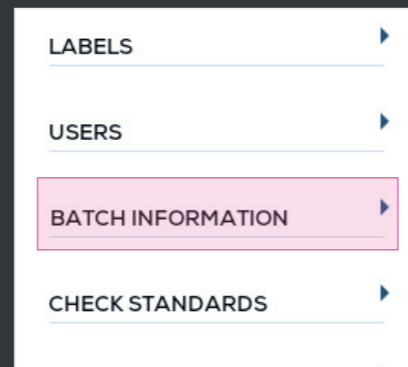 LABELS
USERS
BATCH INFORMATION
CHECK STANDARDS